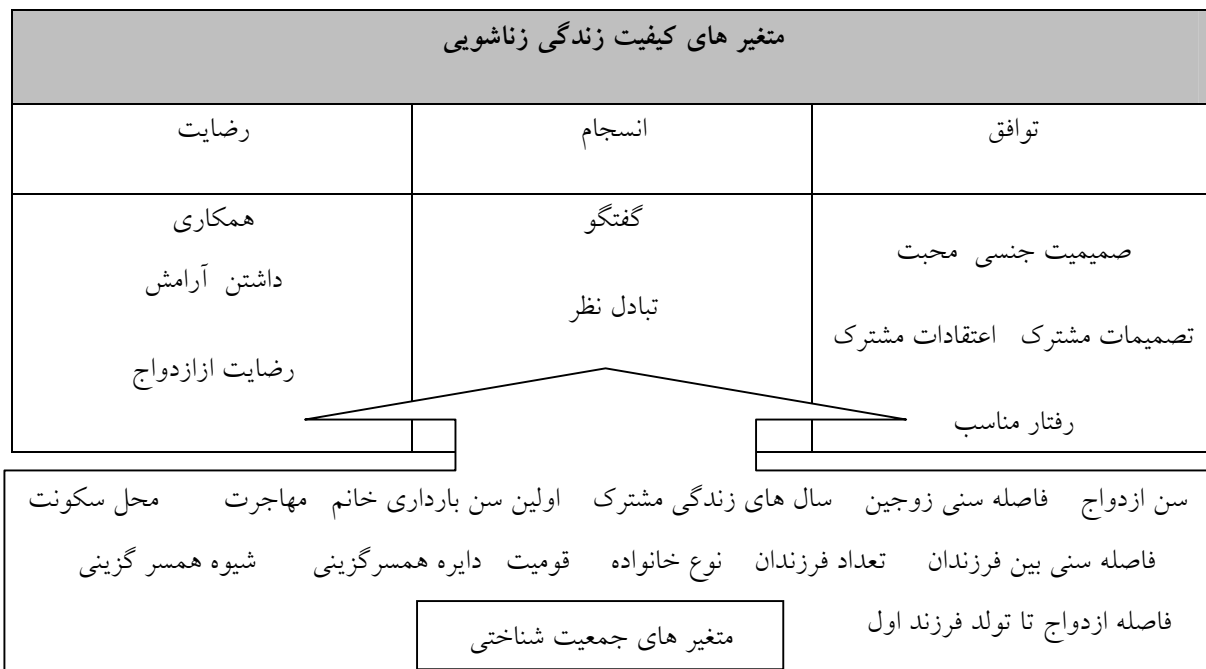 متغیر های کیفیت زندگی زناشویی
توافق
انسجام
رضایت
صمیمیت جنسی محبت
تصمیمات مشترک اعتقادات مشترک
رفتار مناسب
گفتگو
تبادل نظر
همکاری
داشتن آرامش
رضایت ازازدواج
سن ازدواج فاصله سنی زوجین سال های زندگی مشترک اولین سن بارداری خانم مهاجرت محل سکونت
فاصله سنی بین فرزندان تعداد فرزندان نوع خانواده قومیت دایره همسرگزینی شیوه همسر گزینی
فاصله ازدواج تا تولد فرزند اول
متغیر های جمعیت شناختی